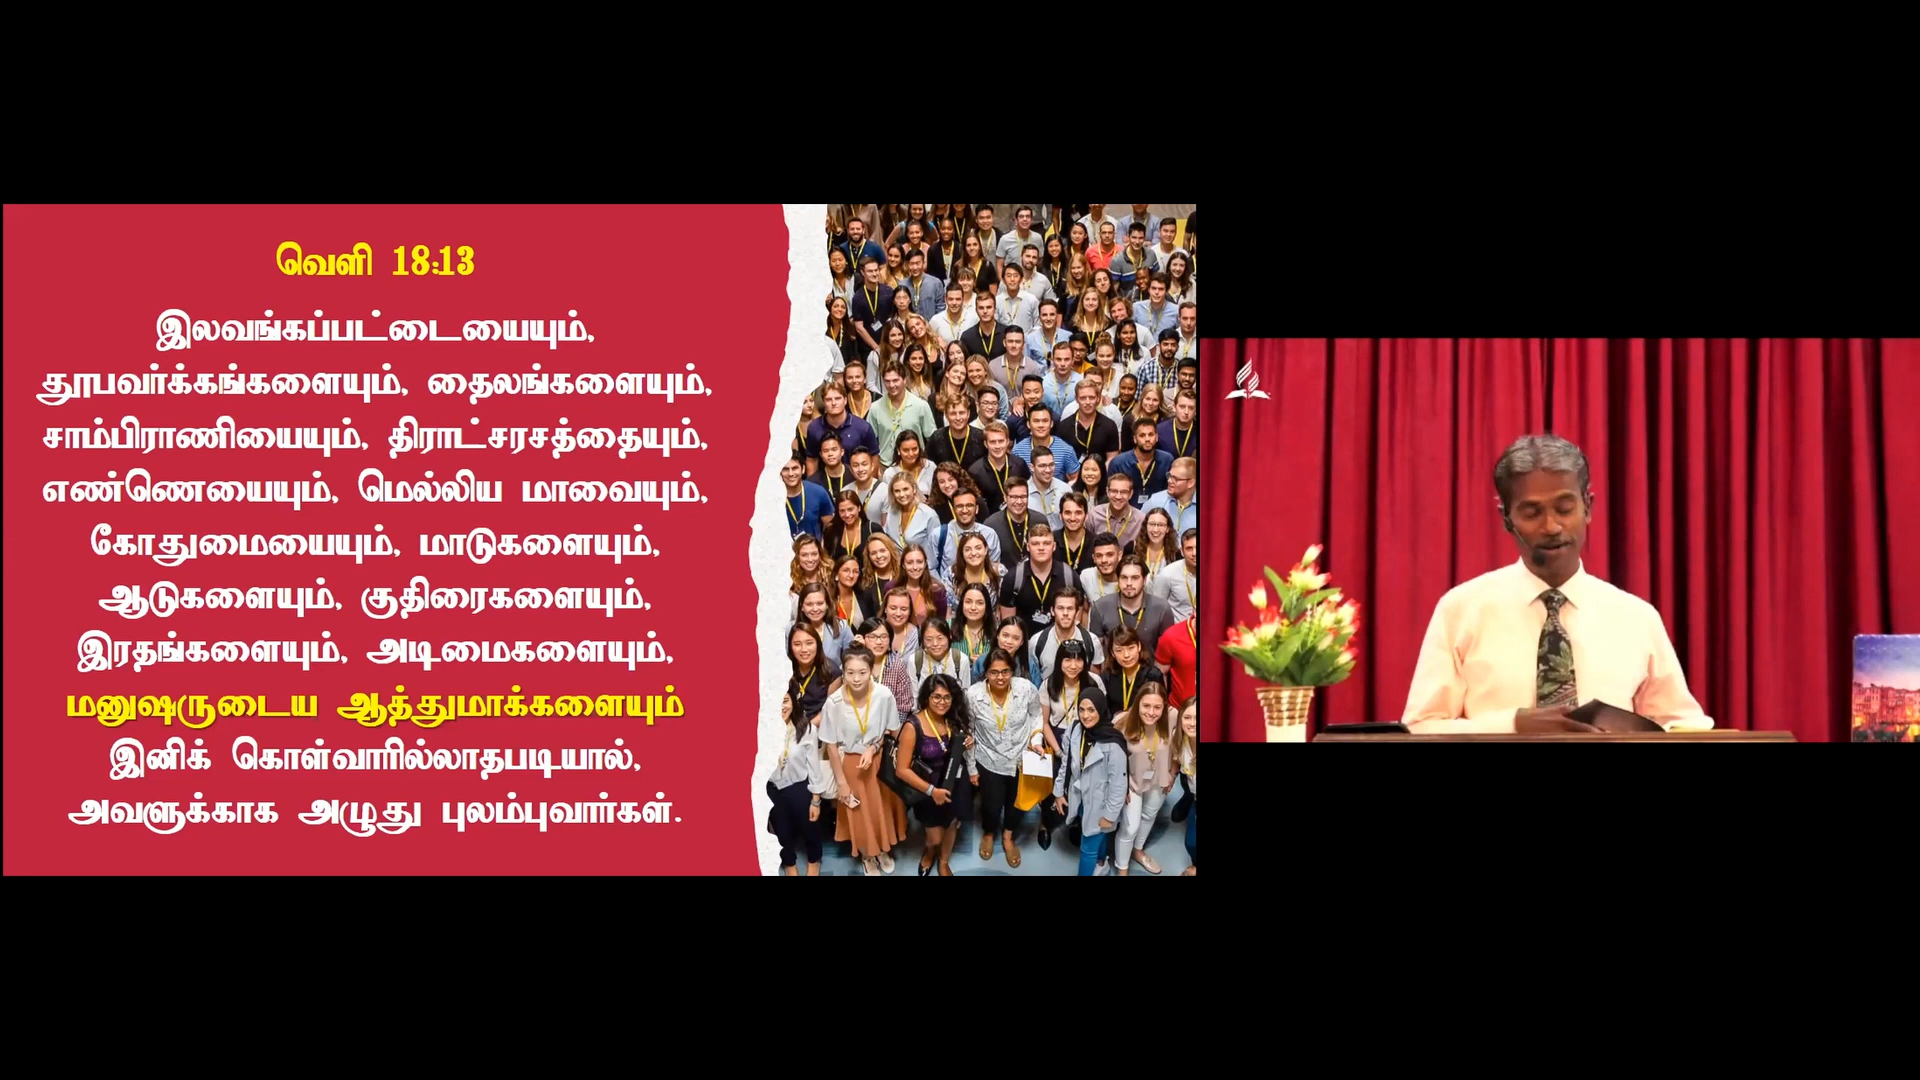 வெளி 18:13
இலவங்கப்பட்டையையும்,
தூபவர்க்கங்களையும், தைலங்களையும்,
சாம்பிராணியையும், திராட்சரசத்தையும்,
எண்ணெயையும், மெல்லிய மாவையும்,
கோதுமையையும், மாடுகளையும்,
ஆடுகளையும், குதிரைகளையும்,
இரதங்களையும், அடிமைகளையும்,
மனுஷருடைய ஆத்துமாக்களையும்
இனிக் கொள்வாரில்லாதபடியால்,
அவளுக்காக அழுது புலம்புவார்கள்.